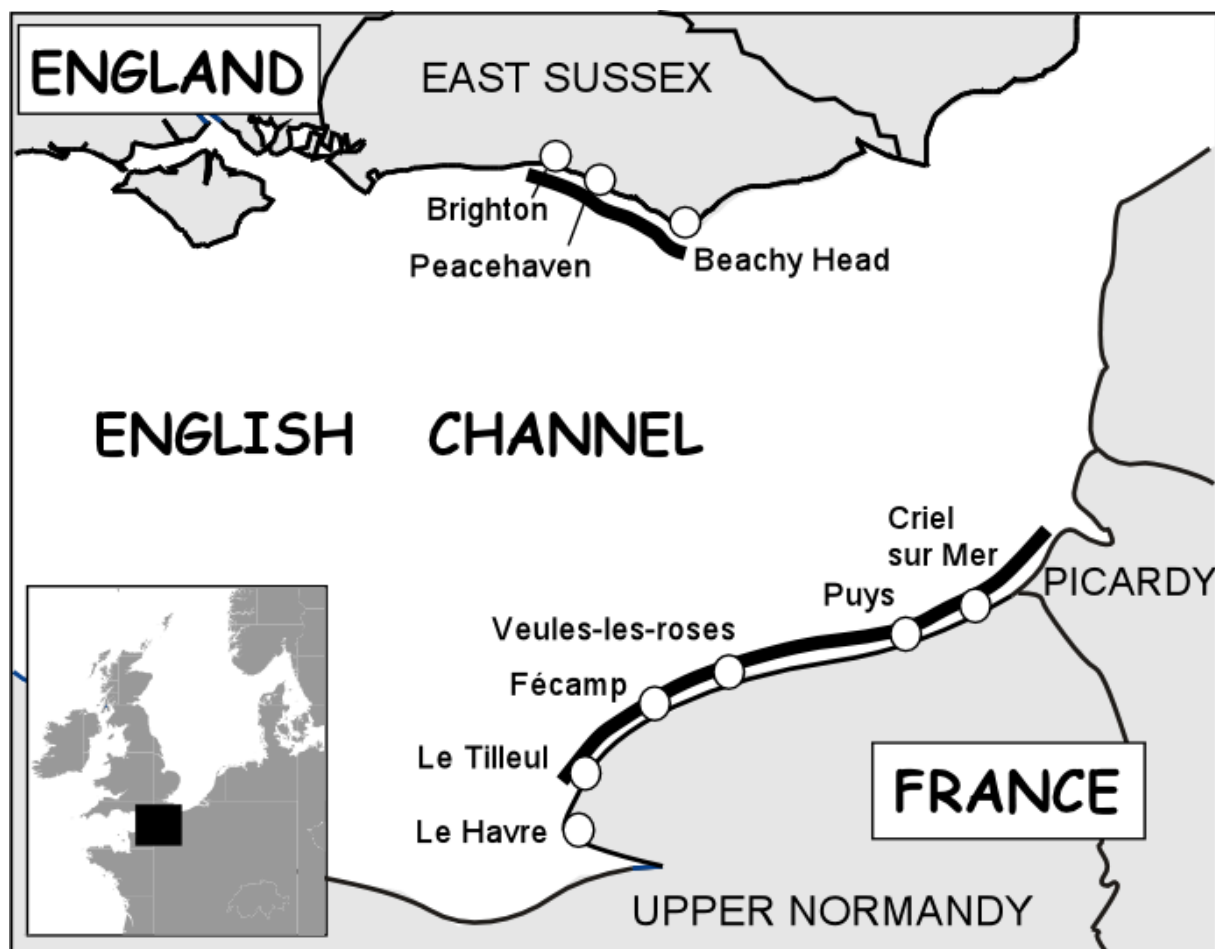 ENGLAND
EAST SUSSEX
Brighton
Peacehaven
Beachy Head
ENGLISH CHANNEL
Criel
sur Mer
PICARDY
Puys
Veules-les-roses
Fécamp
Le Tilleul
FRANCE
Le Havre
UPPER NORMANDY